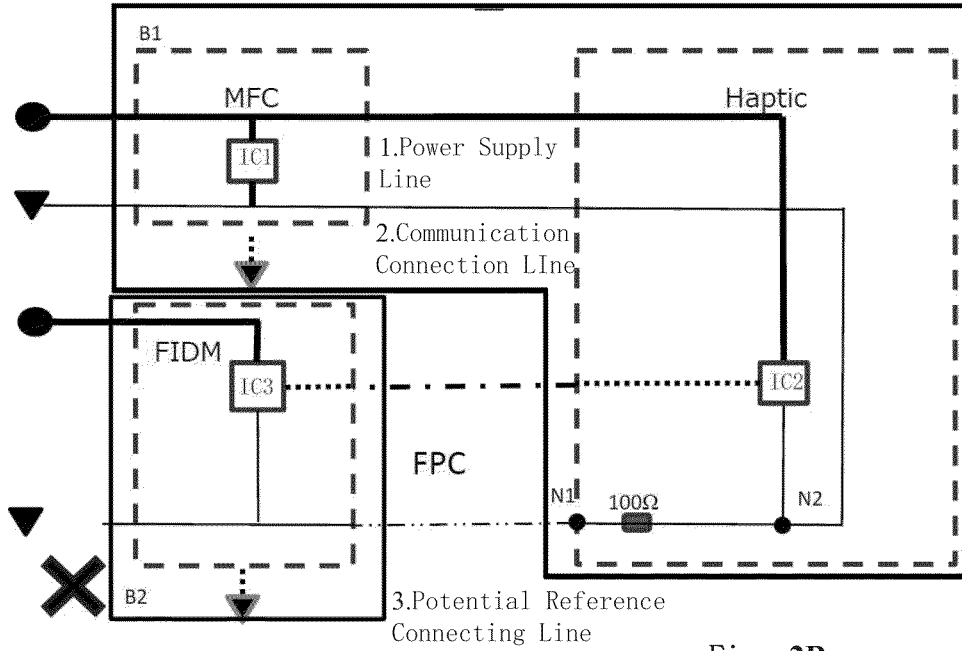 B1
MFC
Haptic
IC1
1.Power Supply
Line
2.Communication
Connection LIne
FIDM
IC3
IC2
FPC
N1
100Ω
N2
B2
3.Potential Reference
Connecting Line